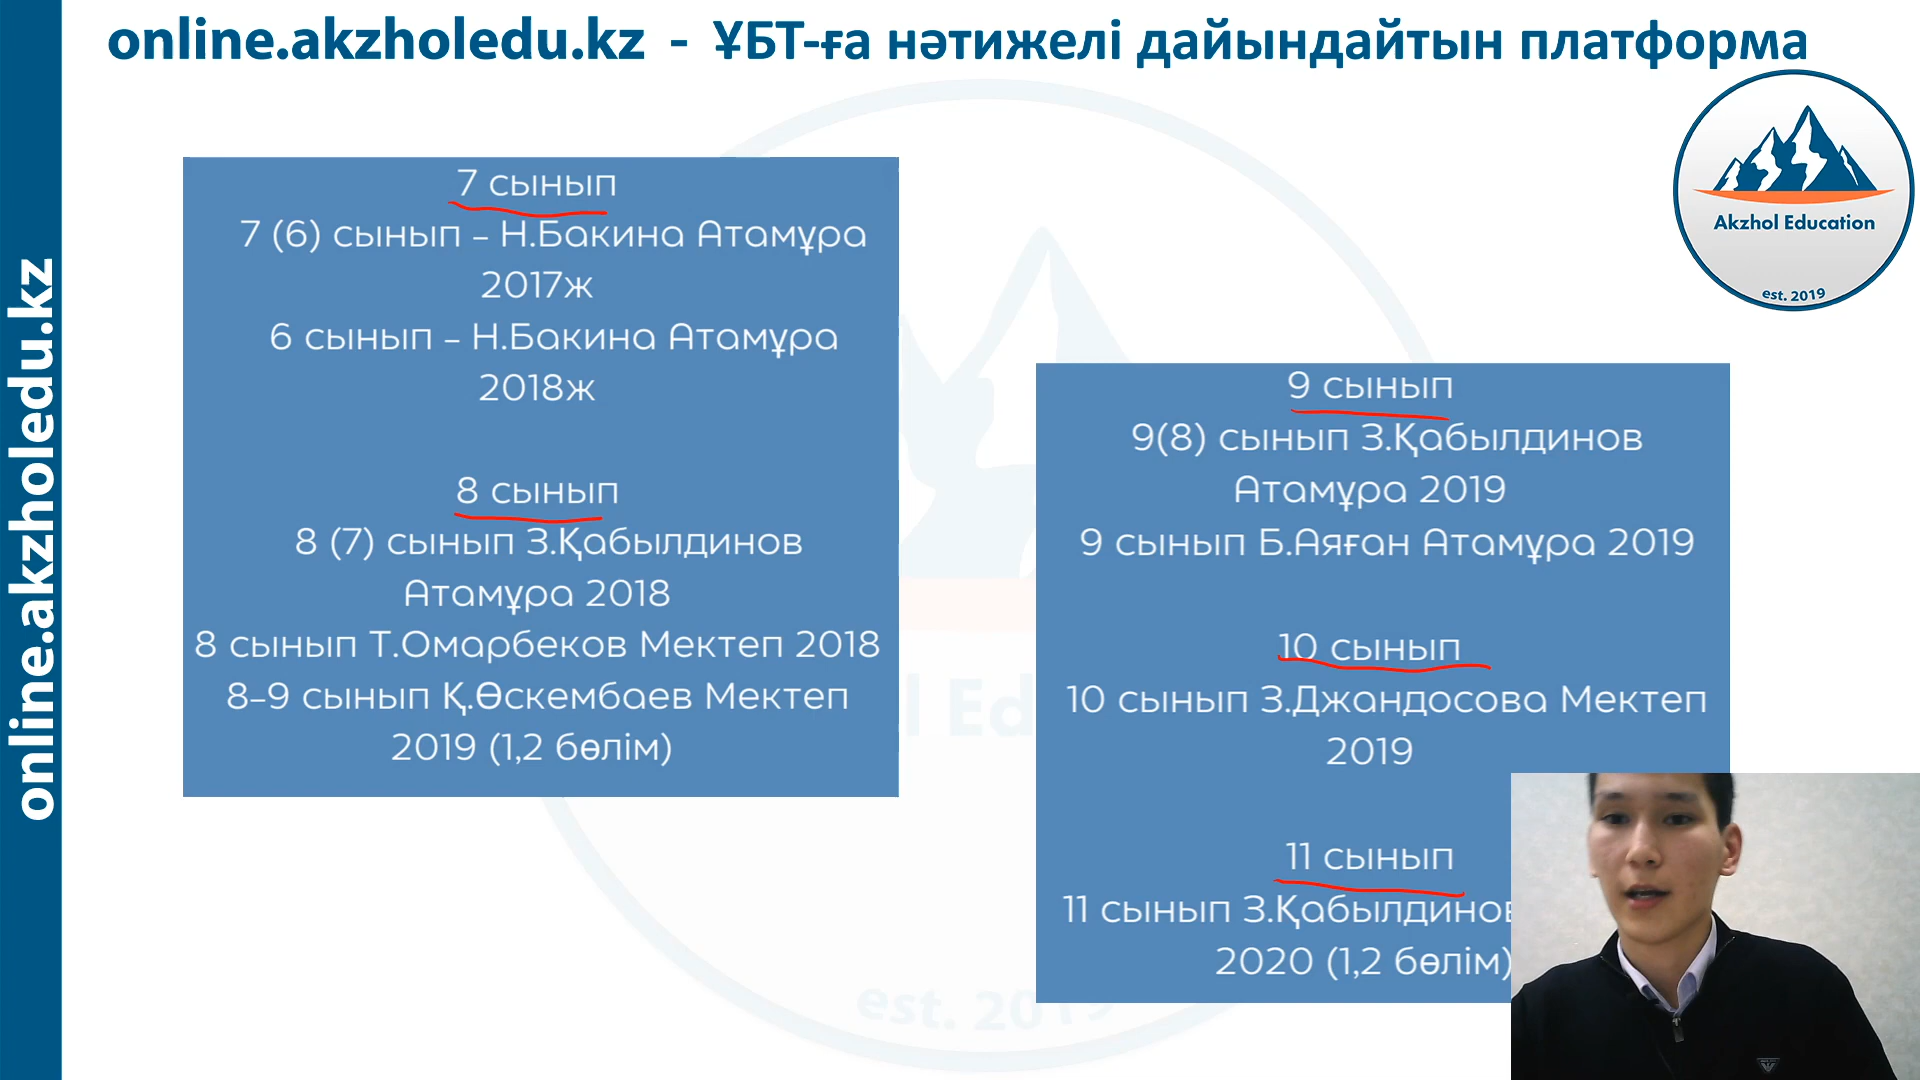 online.akzholedu.kz - ҰБТ-ға нәтижелі дайындайтын платформа
online.akzholedu.kz
Akzhol Education
est. 2019
7 сынып
7 (6) сынып – Н.Бакина Атамұра
2017ж
6 сынып – Н.Бакина Атамұра
2018ж
8 сынып
8 (7) сынып З.Қабылдинов
Атамұра 2018
8 сынып Т.Омарбеков Мектеп 2018
8-9 сынып Қ.Өскембаев Мектеп
2019 (1,2 бөлім)
9 сынып
9(8) сынып З.Қабылдинов
Атамұра 2019
9 сынып Б.Аяған Атамұра 2019
10 сынып
10 сынып З.Джандосова Мектеп
2019
11 сынып
11 сынып З.Қабылдинов
2020 (1,2 бөлім)
est. 2019